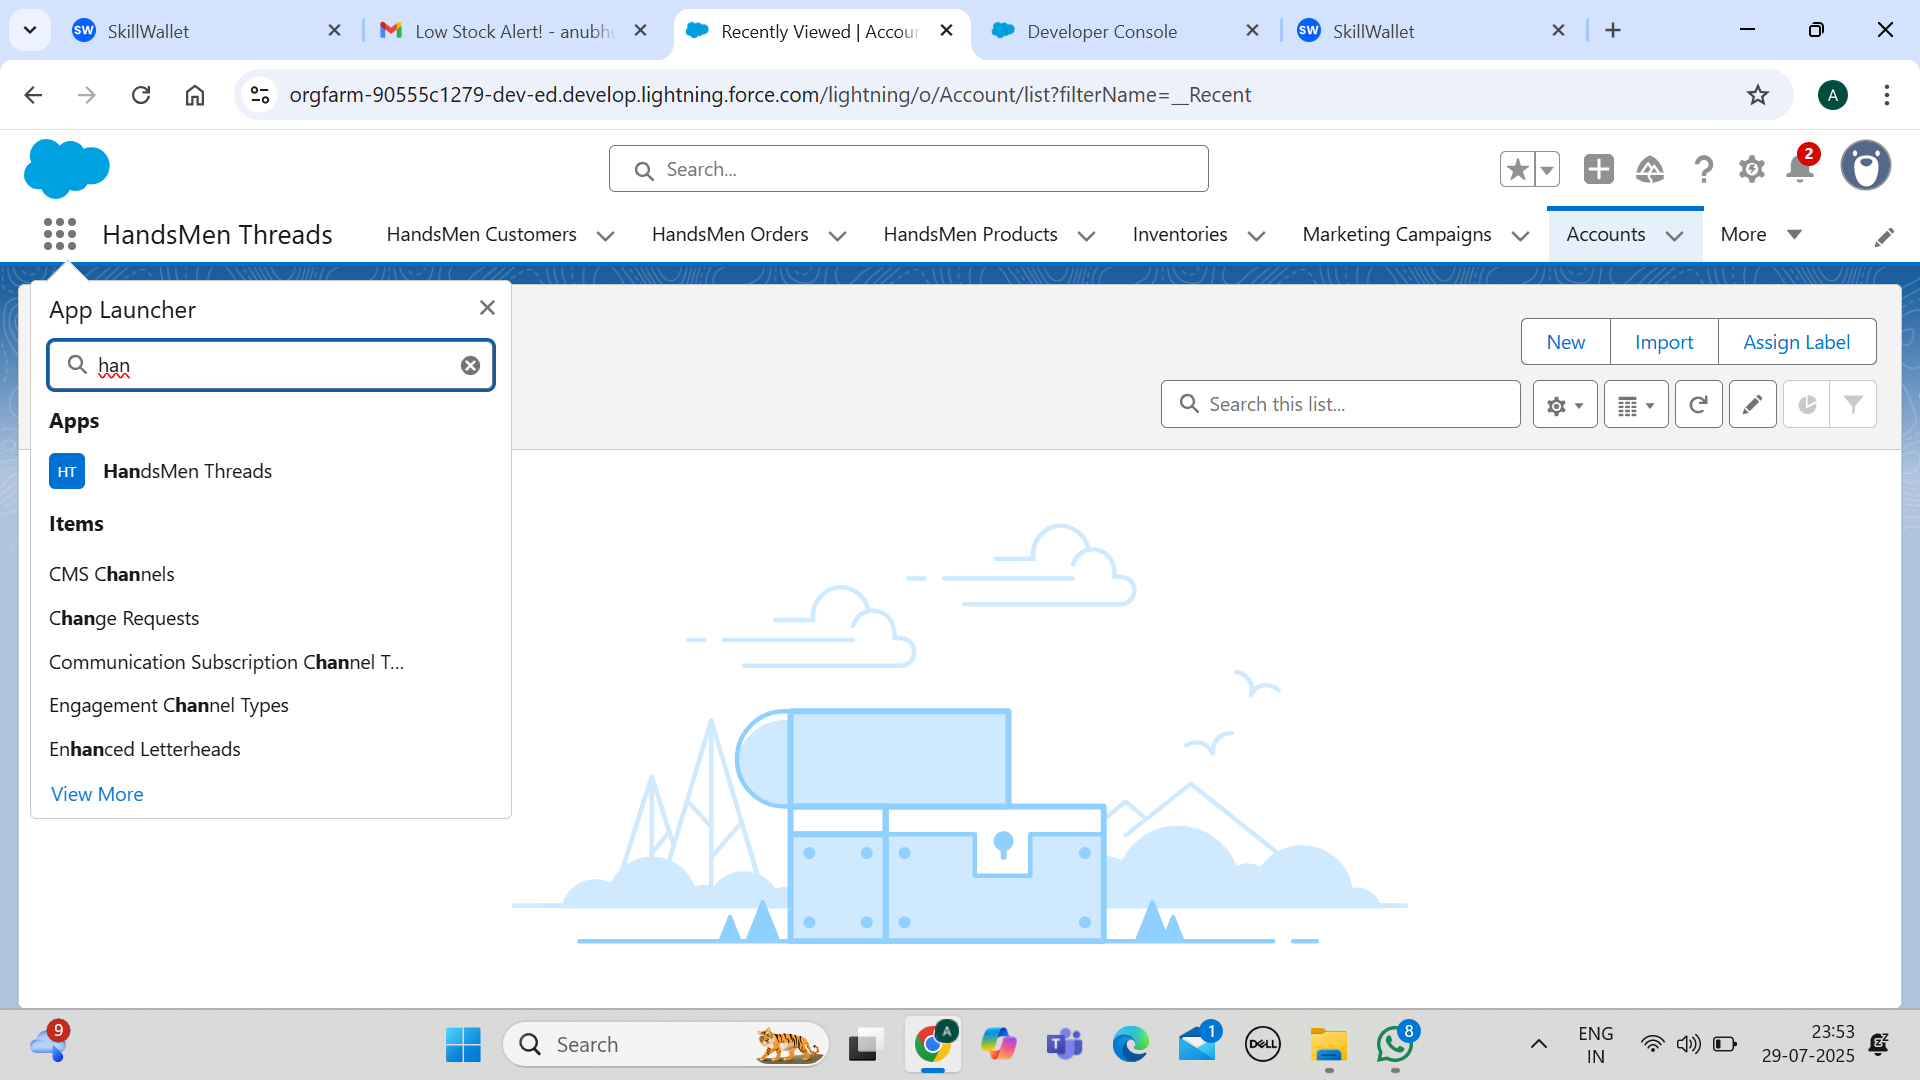 SW SkillWallet
Low Stock Alert! - anubh
Recently Viewed | Accoun
Developer Console
SW SkillWallet
orgfarm-90555c1279-dev-ed.develop.lightning.force.com/lightning/o/Account/list?filterName=__Recent
A
Search...
2
HandsMen Threads
HandsMen Customers
HandsMen Orders
HandsMen Products
Inventories
Marketing Campaigns
Accounts
More
App Launcher
han
Apps
HT HandsMen Threads
Items
CMS Channels
Change Requests
Communication Subscription Channel T...
Engagement Channel Types
Enhanced Letterheads
View More
New
Import
Assign Label
Search this list...
9
Search
A
1
DELL
8
ENG
IN
23:53
29-07-2025